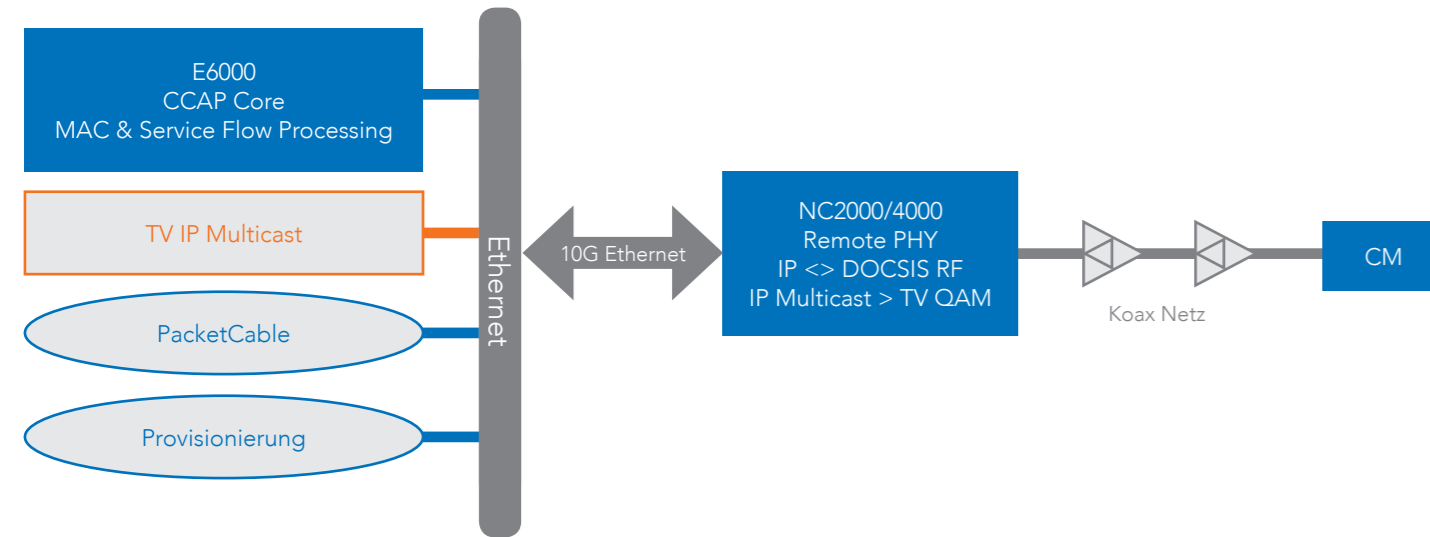 E6000
CCAP Core
MAC & Service Flow Processing
TV IP Multicast
PacketCable
Provisionierung
Ethernet
10G Ethernet
NC2000/4000
Remote PHY
IP <> DOCSIS RF
IP Multicast > TV QAM
Koax Netz
CM